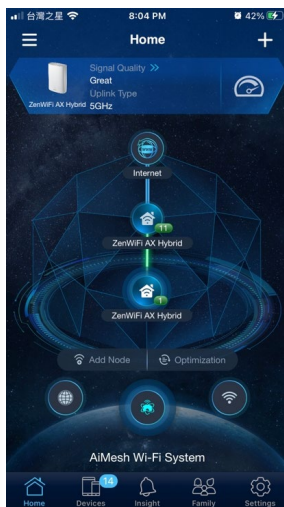 台灣之星 8:04 PM 42%
Home
Signal Quality >>
Great
Uplink Type
ZenWiFi AX Hybrid 5GHz
Internet
11
ZenWiFi AX Hybrid
1
ZenWiFi AX Hybrid
Add Node Optimization
AiMesh Wi-Fi System
14
Home Devices Insight Family Settings